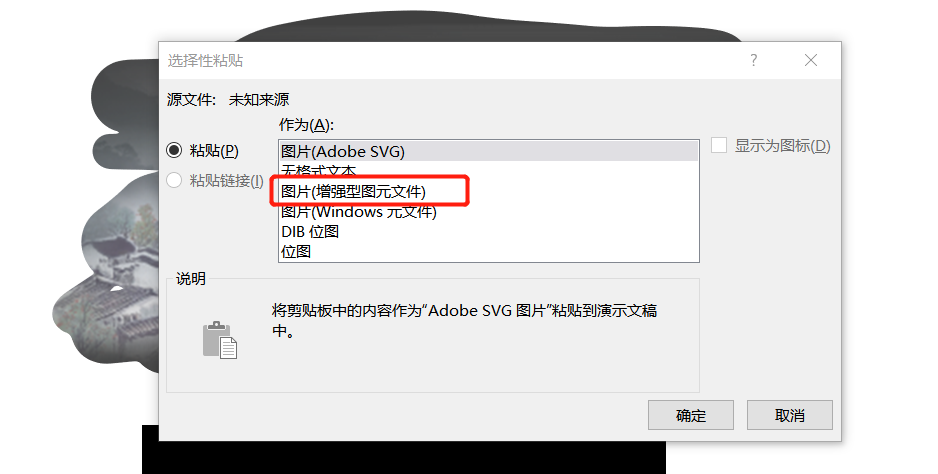 选择性粘贴
?
源文件: 未知来源
作为(A):
粘贴(P)
粘贴链接(I)
图片(Adobe SVG)
无格式文本
图片(增强型图元文件)
图片(Windows 元文件)
DIB 位图
位图
显示为图标(D)
说明
将剪贴板中的内容作为“Adobe SVG 图片”粘贴到演示文稿
中。
确定
取消